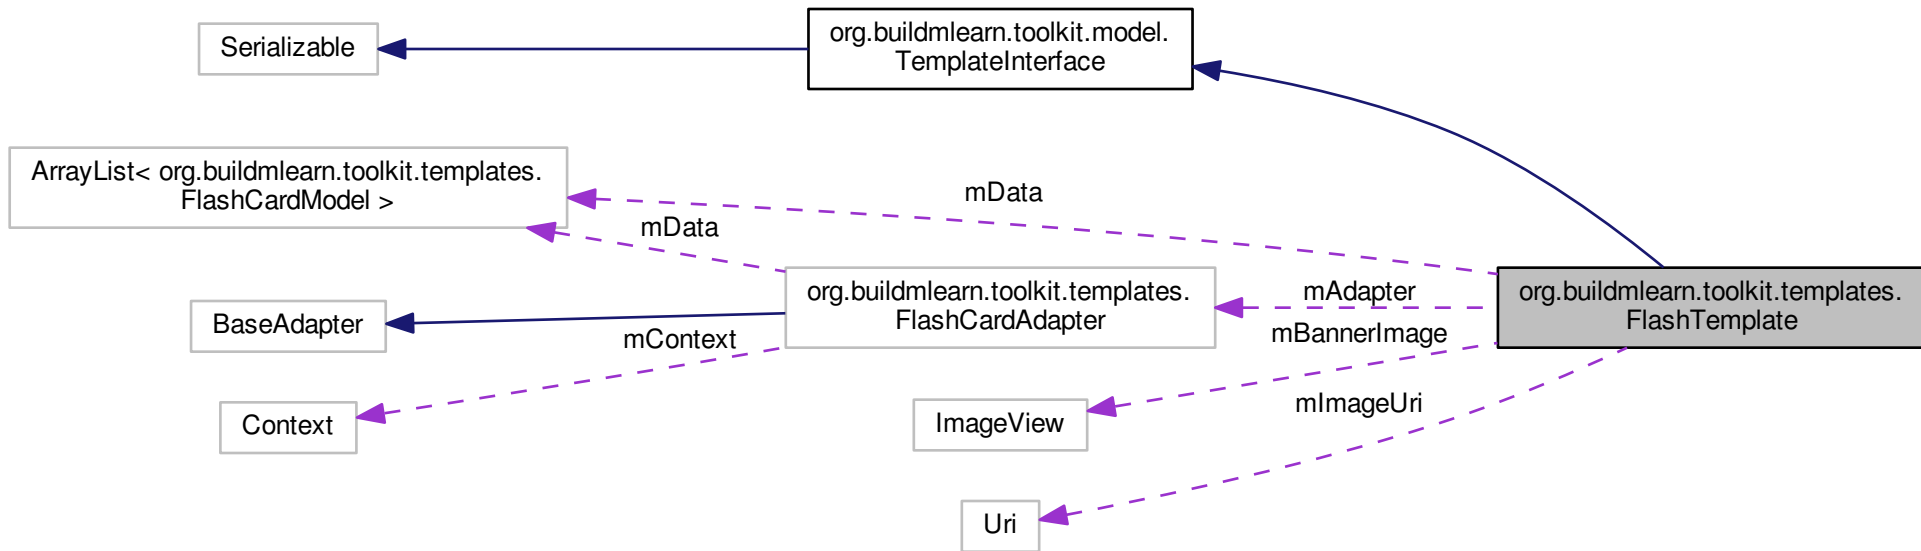 org.buildmlearn.toolkit.model.
TemplateInterface
Serializable
ArrayList< org.buildmlearn.toolkit.templates.
FlashCardModel >
mData
mData
org.buildmlearn.toolkit.templates.
FlashCardAdapter
mAdapter
org.buildmlearn.toolkit.templates.
FlashTemplate
BaseAdapter
mContext
mBannerImage
Context
ImageView
mImageUri
Uri